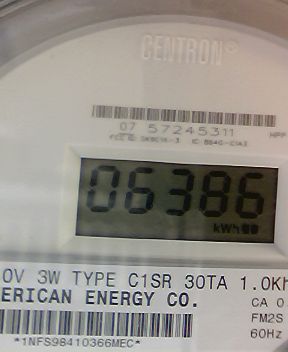 CENTRON®
07 57245311
06386
kWh
0V 3W TYPE C1SR 30TA 1.0Kh
ERICAN ENERGY CO.
CA 0
FM2S
60Hz
*1NFS98410366MEC*